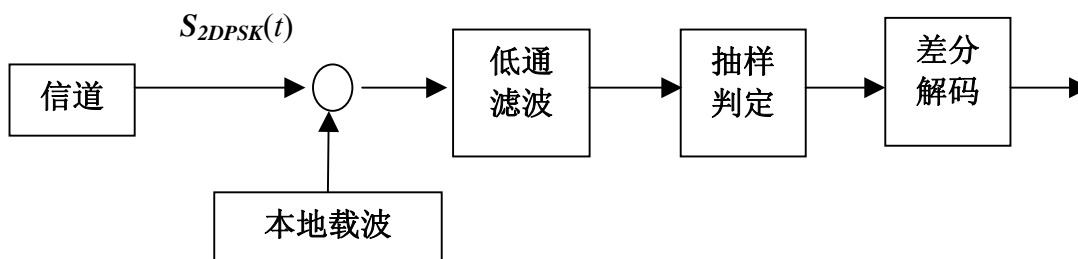 S2DPSK(t)
信道
低通
滤波
抽样
判定
差分
解码
本地载波